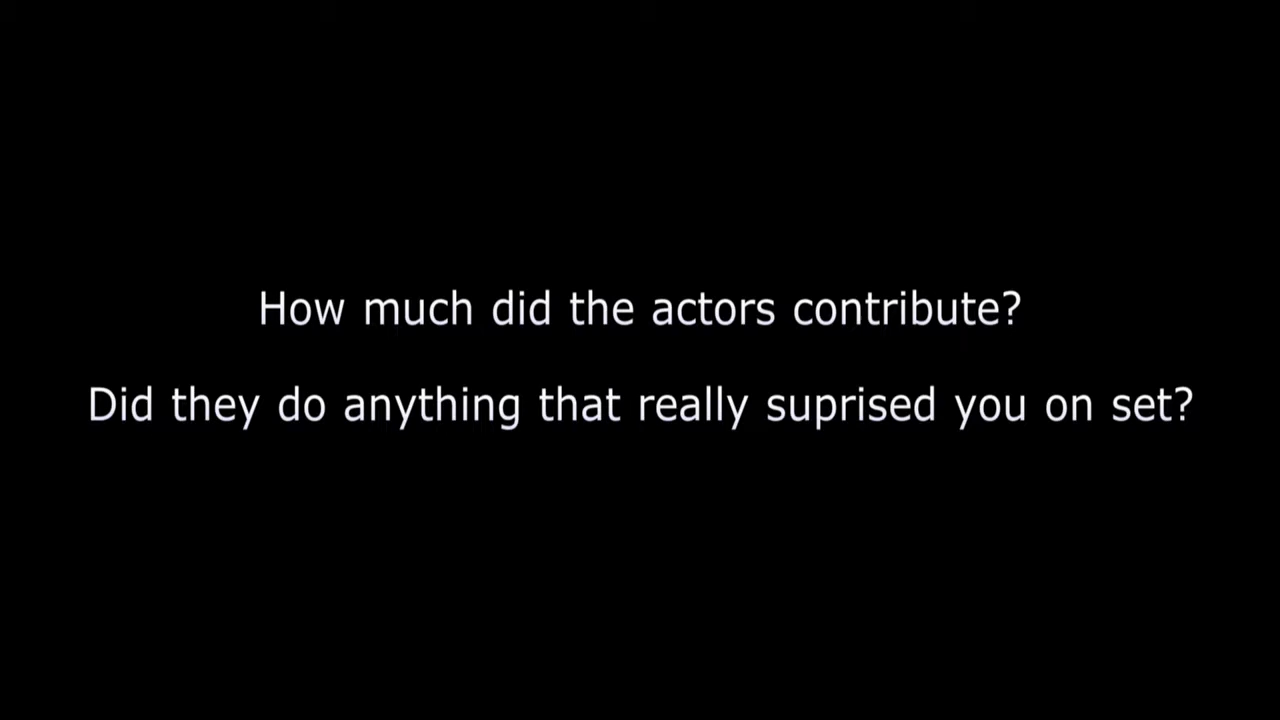 How much did the actors contribute?
Did they do anything that really suprised you on set?